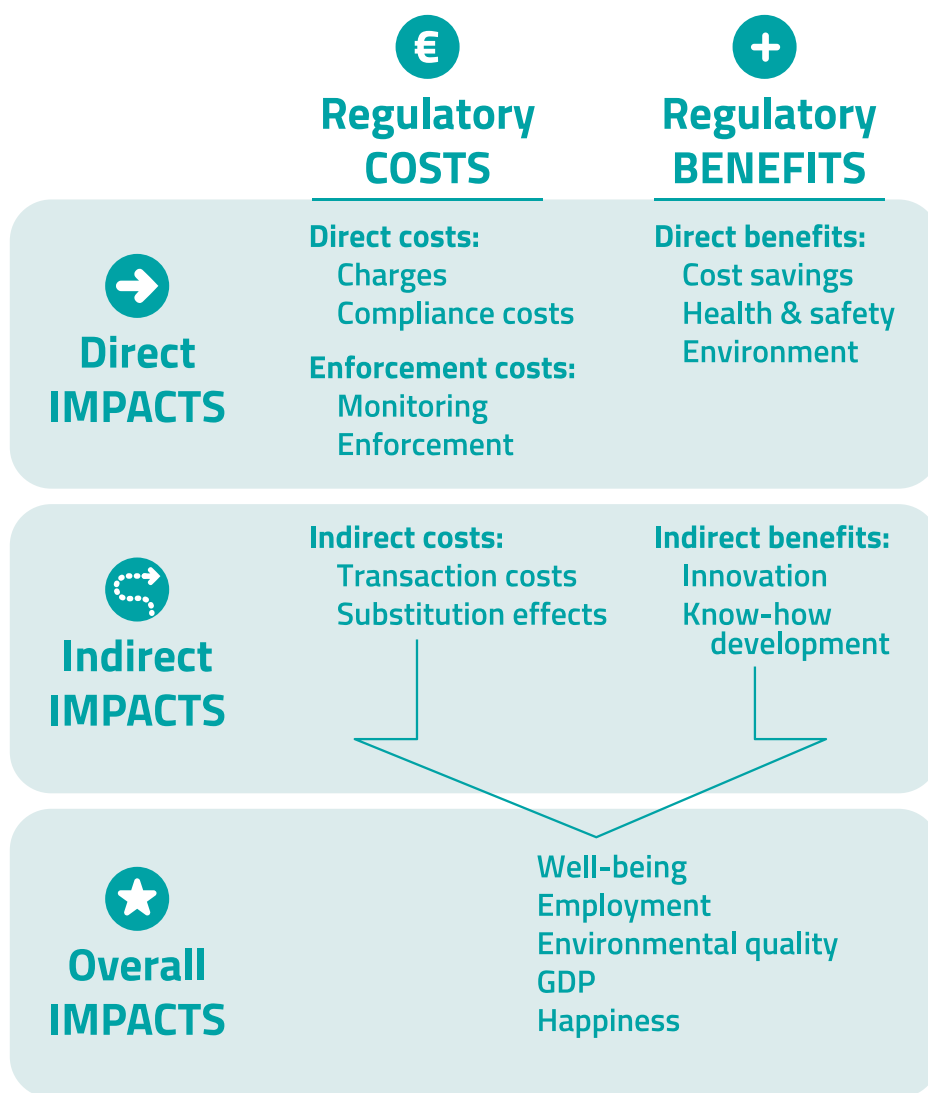 €
+
Regulatory
COSTS
Regulatory
BENEFITS
Direct
IMPACTS
Direct costs:
Charges
Compliance costs
Enforcement costs:
Monitoring
Enforcement
Direct benefits:
Cost savings
Health & safety
Environment
Indirect
IMPACTS
Indirect costs:
Transaction costs
Substitution effects
Indirect benefits:
Innovation
Know-how
development
Overall
IMPACTS
Well-being
Employment
Environmental quality
GDP
Happiness